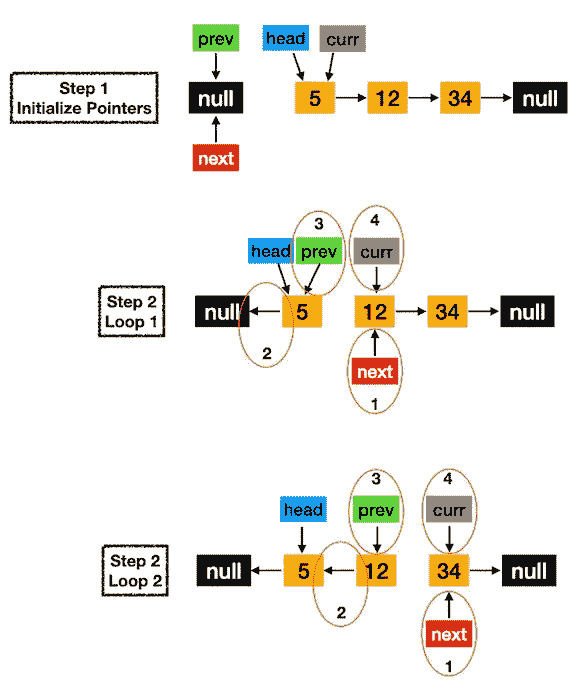 prev head curr
Step 1
Initialize Pointers
null 5 12 34 null
next
3 4
head prev curr
Step 2
Loop 1
null 5 12 34 null
2
next
1
3 4
head prev curr
Step 2
Loop 2
null 5 12 34 null
2
next
1